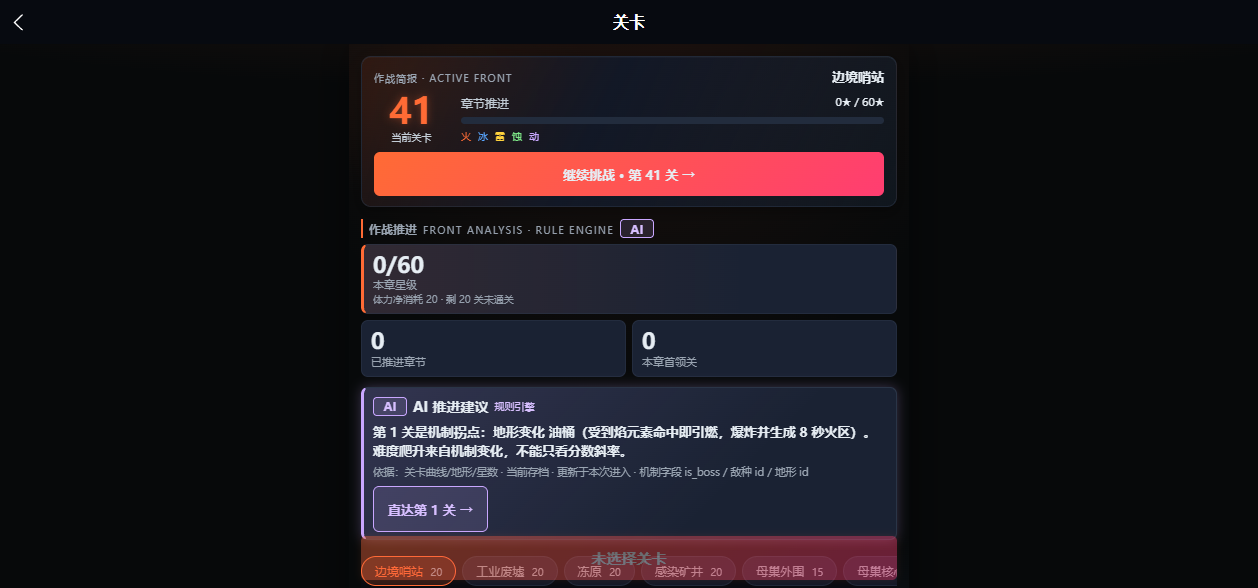 关卡
作战简报 · ACTIVE FRONT
边境哨站
41
当前关卡
章节推进
0★ / 60★
火 冰 雷 蚀 动
继续挑战 • 第 41 关 →
作战推进 FRONT ANALYSIS · RULE ENGINE AI
0/60
本章星级
体力净消耗 20 · 剩 20 关未通关
0
已推进章节
0
本章首领关
AI AI 推进建议 规则引擎
第 1 关是机制拐点：地形变化 油桶（受到焰元素命中即引燃，爆炸并生成 8 秒火区）。
难度爬升来自机制变化，不能只看分数斜率。
依据：关卡曲线/地形/星数 · 当前存档 · 更新于本次进入 · 机制字段 is_boss / 敌种 id / 地形 id
直达第 1 关 →
未选择关卡
边境哨站 20 工业废墟 20 冻原 20 感染矿井 20 母巢外围 15 母巢核